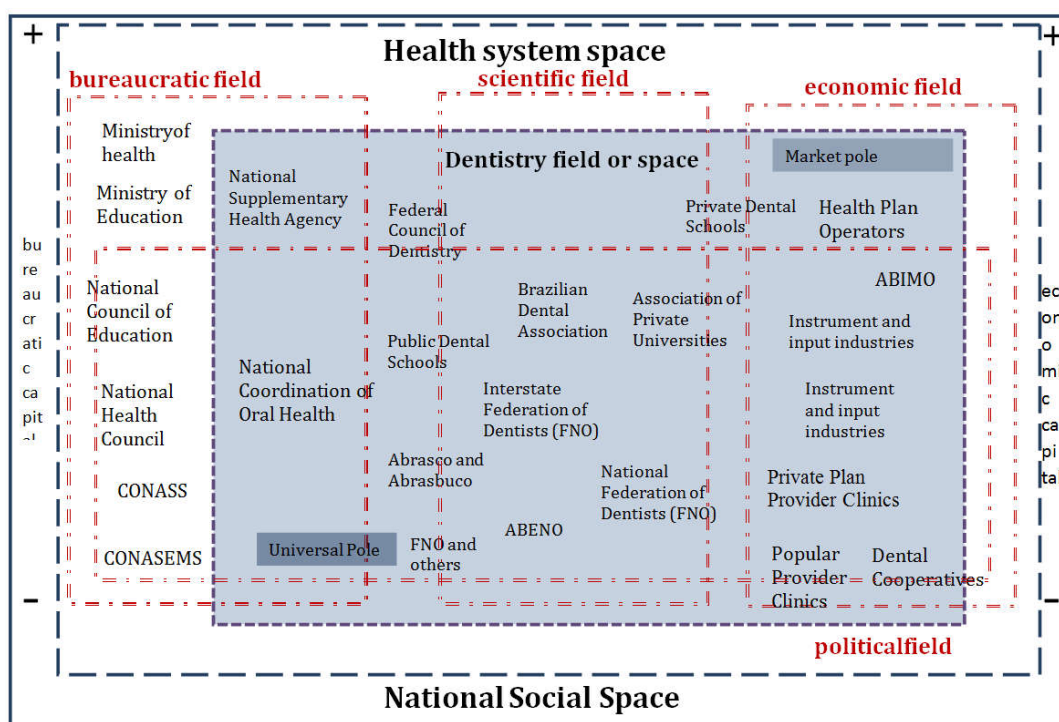 +
+
Health system space
bureaucratic field
scientific field
economic field
Ministryof
health
Ministry of
Education
National
Supplementary
Health Agency
Dentistry field or space
Market pole
Federal
Council of
Dentistry
Private Dental
Schools
Health Plan
Operators
bu
re
au
cr
ati
c
ca
pit
National
Council of
Education
National
Health
Council
CONASS
CONASEMS
National
Coordination of
Oral Health
Universal Pole
Public Dental
Schools
Brazilian
Dental
Association
Association of
Private
Universities
Interstate
Federation of
Dentists (FNO)
Abrasco and
Abrasbuco
National
Federation of
Dentists (FNO)
ABENO
FNO and
others
ABIMO
Instrument and
input industries
Instrument
and input
industries
Private Plan
Provider Clinics
Popular
Provider
Clinics
Dental
Cooperatives
ec
on
o
mi
c
ca
pi
tal
–
–
politicalfield
National Social Space